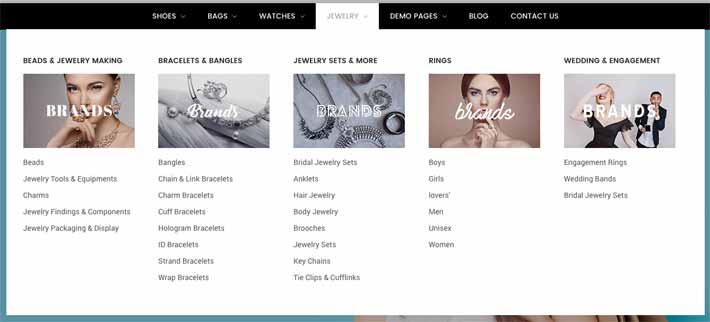 SHOES BAGS WATCHES JEWELRY DEMO PAGES BLOG CONTACT US
BEADS & JEWELRY MAKING
BRANDS
Beads
Jewelry Tools & Equipments
Charms
Jewelry Findings & Components
Jewelry Packaging & Display
BRACELETS & BANGLES
Brands
Bangles
Chain & Link Bracelets
Charm Bracelets
Cuff Bracelets
Hologram Bracelets
ID Bracelets
Strand Bracelets
Wrap Bracelets
JEWELRY SETS & MORE
BRANDS
Bridal Jewelry Sets
Anklets
Hair Jewelry
Body Jewelry
Brooches
Jewelry Sets
Key Chains
Tie Clips & Cufflinks
RINGS
brands
Boys
Girls
lovers'
Men
Unisex
Women
WEDDING & ENGAGEMENT
BRANDS
Engagement Rings
Wedding Bands
Bridal Jewelry Sets